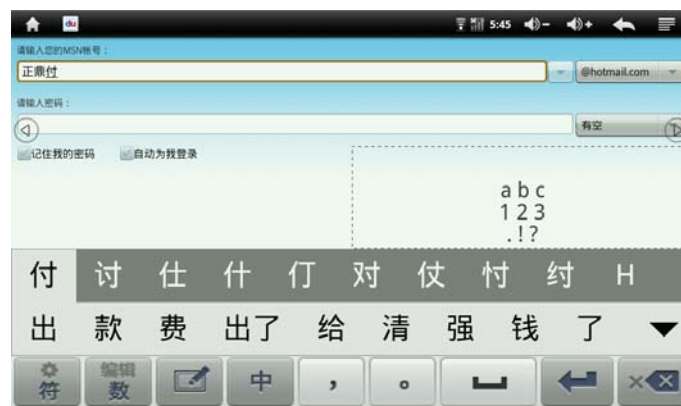 du 5:45
请输入您的MSN帐号：
正鼎付 @hotmail.com
请输入密码：
有空
记住我的密码 自动为我登录
abc
123
.!?
付 讨 仕 什 仃 对 仗 忖 纣 H
出 款 费 出了 给 清 强 钱 了
符 编辑 数 中 ， 。